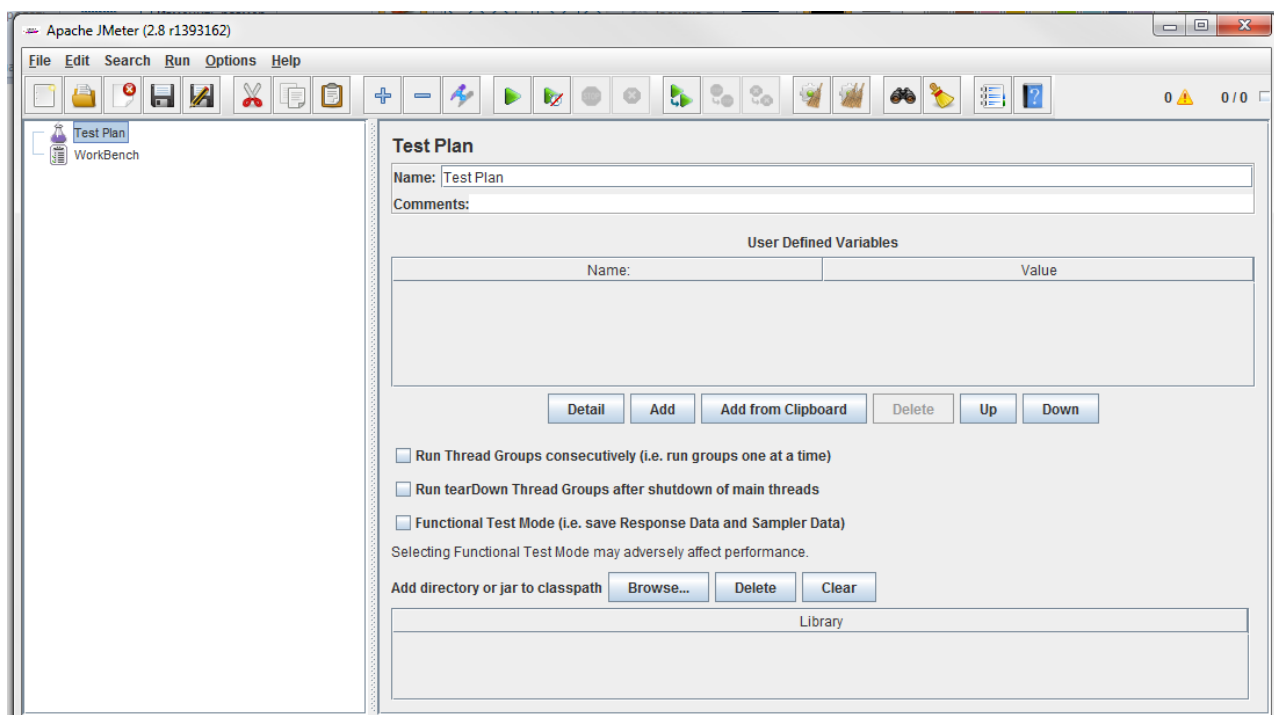 Apache JMeter (2.8 r1393162)
File Edit Search Run Options Help
0 0 / 0
Test Plan
WorkBench
Test Plan
Name: Test Plan
Comments:
User Defined Variables
Name: Value
Detail Add Add from Clipboard Delete Up Down
Run Thread Groups consecutively (i.e. run groups one at a time)
Run tearDown Thread Groups after shutdown of main threads
Functional Test Mode (i.e. save Response Data and Sampler Data)
Selecting Functional Test Mode may adversely affect performance.
Add directory or jar to classpath Browse... Delete Clear
Library